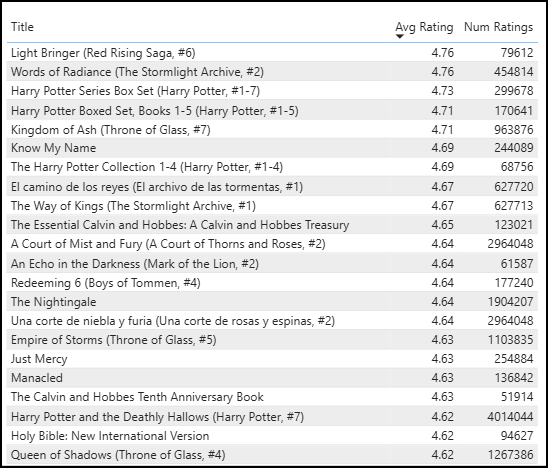 Title Avg Rating Num Ratings
Light Bringer (Red Rising Saga, #6) 4.76 79612
Words of Radiance (The Stormlight Archive, #2) 4.76 454814
Harry Potter Series Box Set (Harry Potter, #1-7) 4.73 299678
Harry Potter Boxed Set, Books 1-5 (Harry Potter, #1-5) 4.71 170641
Kingdom of Ash (Throne of Glass, #7) 4.71 963876
Know My Name 4.69 244089
The Harry Potter Collection 1-4 (Harry Potter, #1-4) 4.69 68756
El camino de los reyes (El archivo de las tormentas, #1) 4.67 627720
The Way of Kings (The Stormlight Archive, #1) 4.67 627713
The Essential Calvin and Hobbes: A Calvin and Hobbes Treasury 4.65 123021
A Court of Mist and Fury (A Court of Thorns and Roses, #2) 4.64 2964048
An Echo in the Darkness (Mark of the Lion, #2) 4.64 61587
Redeeming 6 (Boys of Tommen, #4) 4.64 177240
The Nightingale 4.64 1904207
Una corte de niebla y furia (Una corte de rosas y espinas, #2) 4.64 2964048
Empire of Storms (Throne of Glass, #5) 4.63 1103835
Just Mercy 4.63 254884
Manacled 4.63 136842
The Calvin and Hobbes Tenth Anniversary Book 4.63 51914
Harry Potter and the Deathly Hallows (Harry Potter, #7) 4.62 4014044
Holy Bible: New International Version 4.62 94627
Queen of Shadows (Throne of Glass, #4) 4.62 1267386